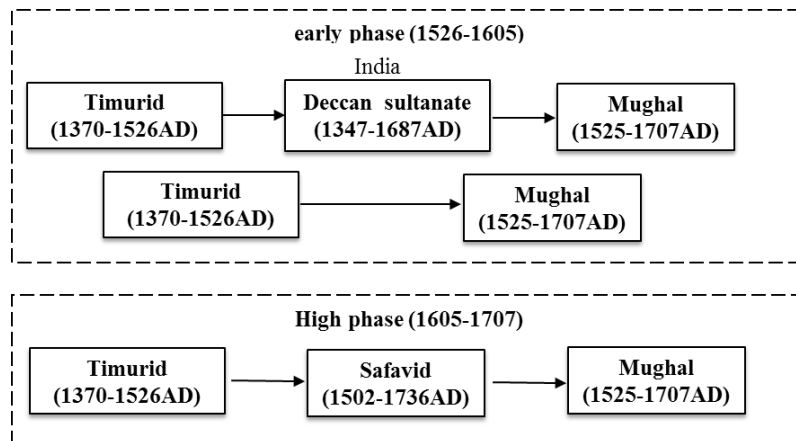 early phase (1526-1605)
India
Timurid
(1370-1526AD)
Deccan sultanate
(1347-1687AD)
Mughal
(1525-1707AD)
Timurid
(1370-1526AD)
Mughal
(1525-1707AD)
High phase (1605-1707)
Timurid
(1370-1526AD)
Safavid
(1502-1736AD)
Mughal
(1525-1707AD)